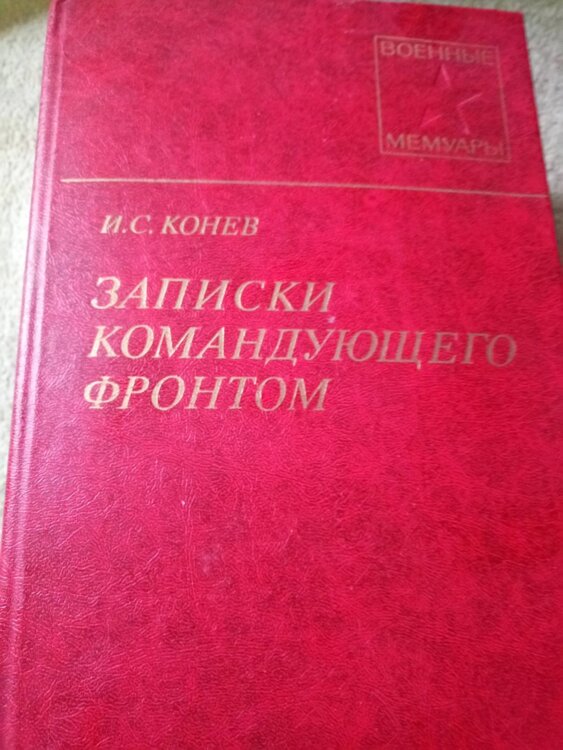 ВОЕННЫЕ
МЕМУАРЫ
И.С. КОНЕВ
ЗАПИСКИ
КОМАНДУЮЩЕГО
ФРОНТОМ